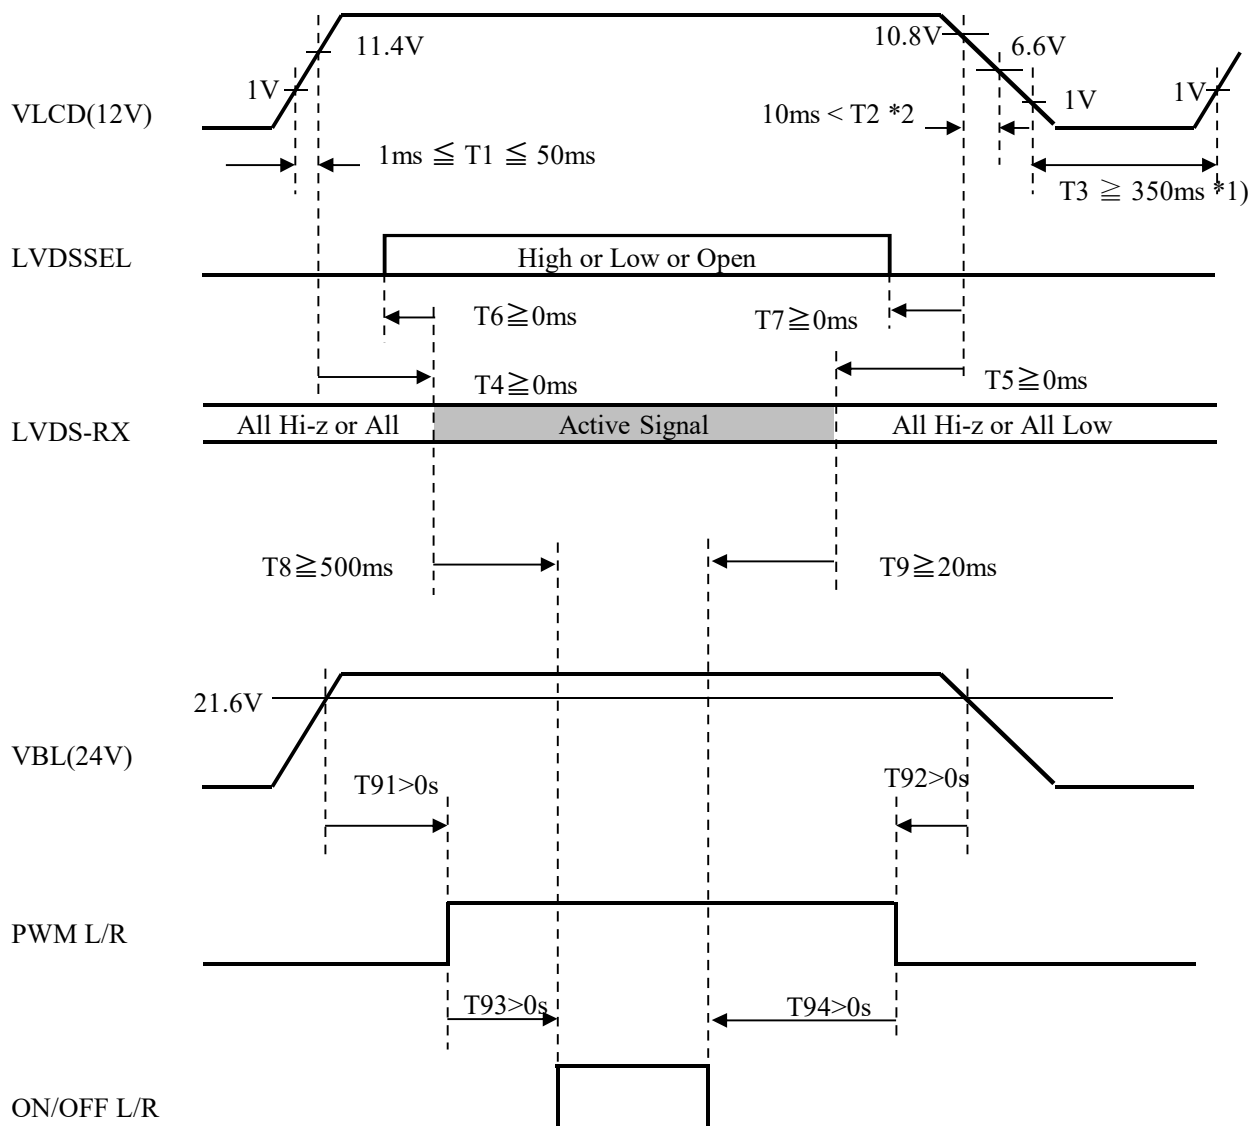 11.4V
10.8V
6.6V
1V
1V
1V
VLCD(12V)
10ms < T2 *2
1ms ≦ T1 ≦ 50ms
T3 ≧ 350ms *1)
LVDSSEL
High or Low or Open
T6≧0ms
T7≧0ms
T4≧0ms
T5≧0ms
LVDS-RX
All Hi-z or All
Active Signal
All Hi-z or All Low
T8≧500ms
T9≧20ms
21.6V
VBL(24V)
T91>0s
T92>0s
PWM L/R
T93>0s
T94>0s
ON/OFF L/R